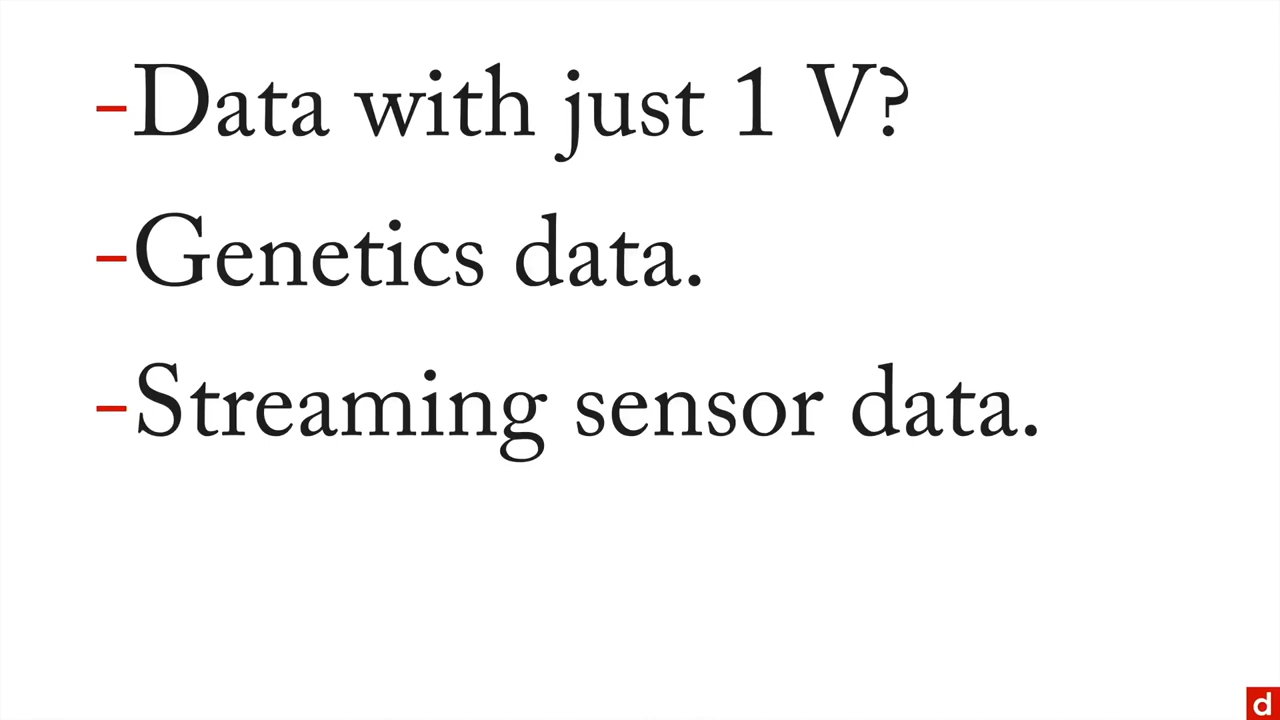 -Data with just 1 V?
-Genetics data.
-Streaming sensor data.
d